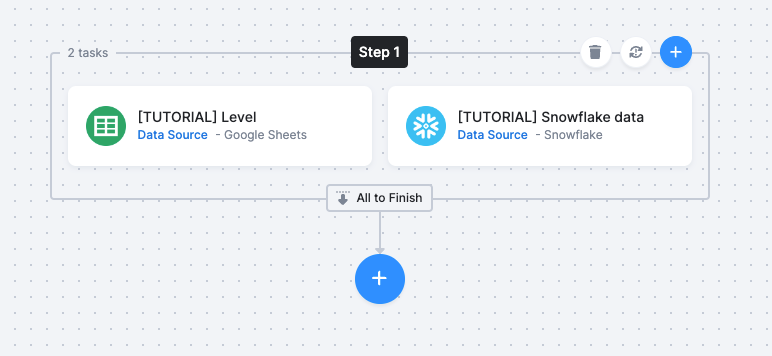 2 tasks
Step 1
[TUTORIAL] Level
Data Source - Google Sheets
[TUTORIAL] Snowflake data
Data Source - Snowflake
All to Finish